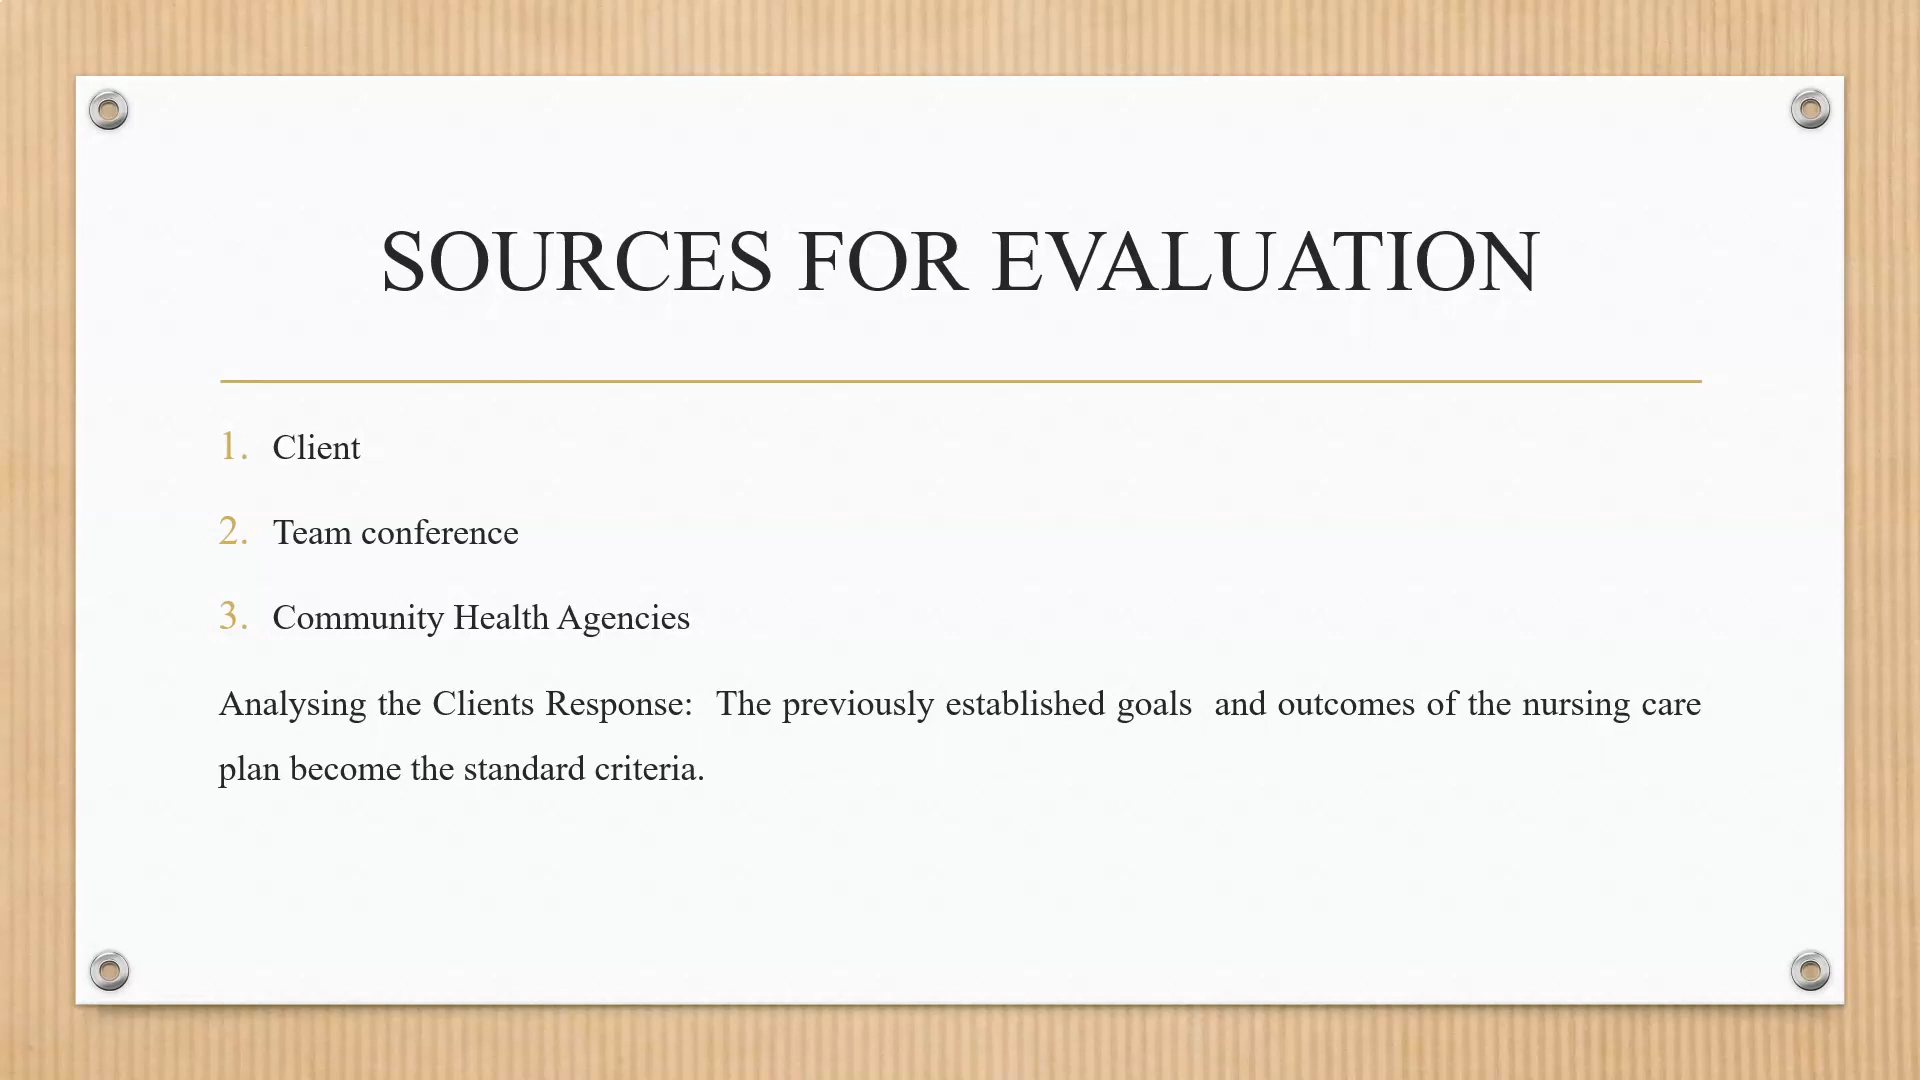 SOURCES FOR EVALUATION
1. Client
2. Team conference
3. Community Health Agencies
Analysing the Clients Response:  The previously established goals  and outcomes of the nursing care
plan become the standard criteria.